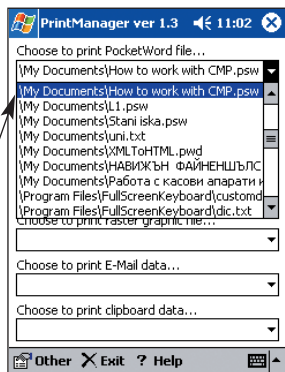 PrintManager ver 1.3 11:02
Choose to print PocketWord file...
\My Documents\How to work with CMP.psw
\My Documents\How to work with CMP.psw
\My Documents\L1.psw
\My Documents\Stani iska.psw
\My Documents\uni.txt
\My Documents\XMLToHTML.pwd
\My Documents\НАВИЖЪН ФАЙНЕНШЪЛС
\My Documents\Работа с касови апарати и
\Program Files\FullScreenKeyboard\customd
\Program Files\FullScreenKeyboard\dic.txt
Choose to print raster graphic file...
Choose to print E-Mail data...
Choose to print clipboard data...
Other Exit ? Help